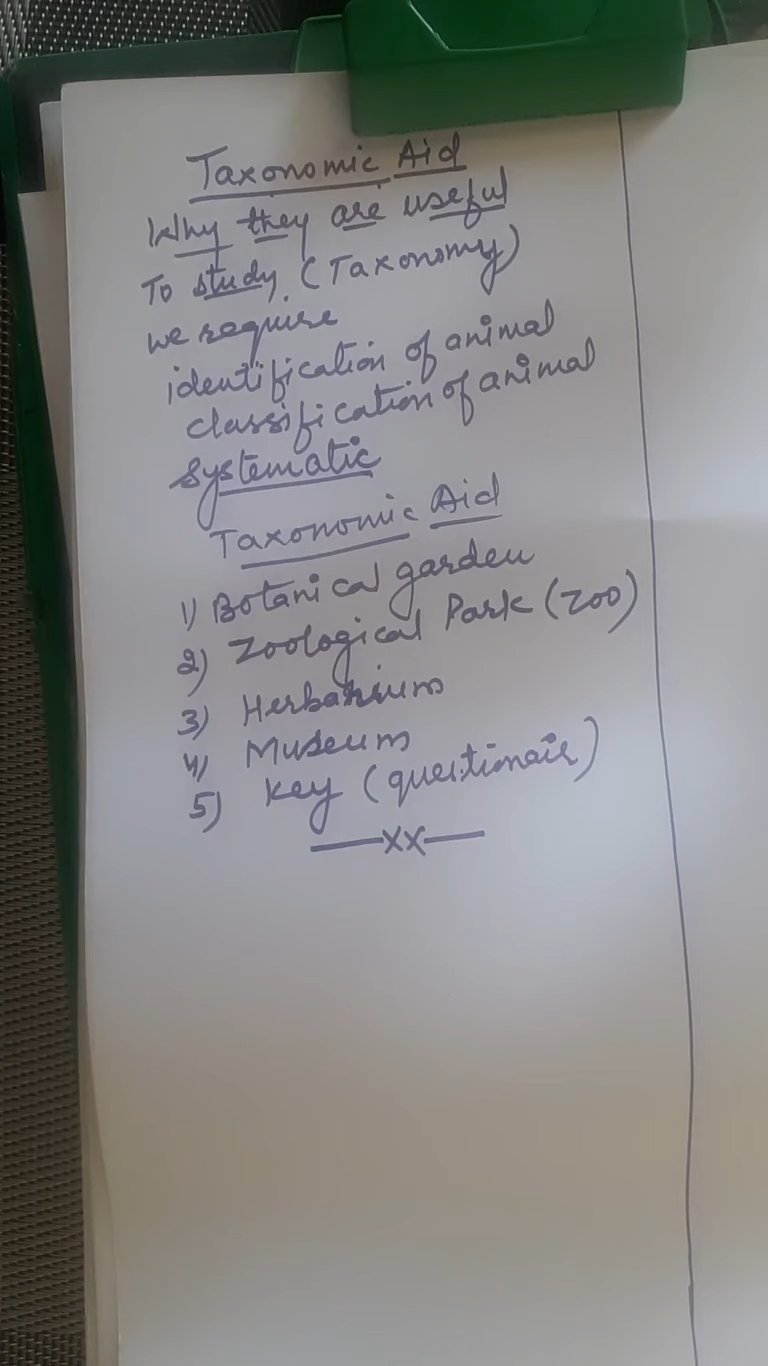 Taxonomic Aid
Why they are useful
To study (Taxonomy)
we require
identification of animal
classification of animal
systematic
Taxonomic Aid
1) Botanical garden
2) Zoological Park (Zoo)
3) Herbarium
4) Museum
5) Key (questionair)
—xx—